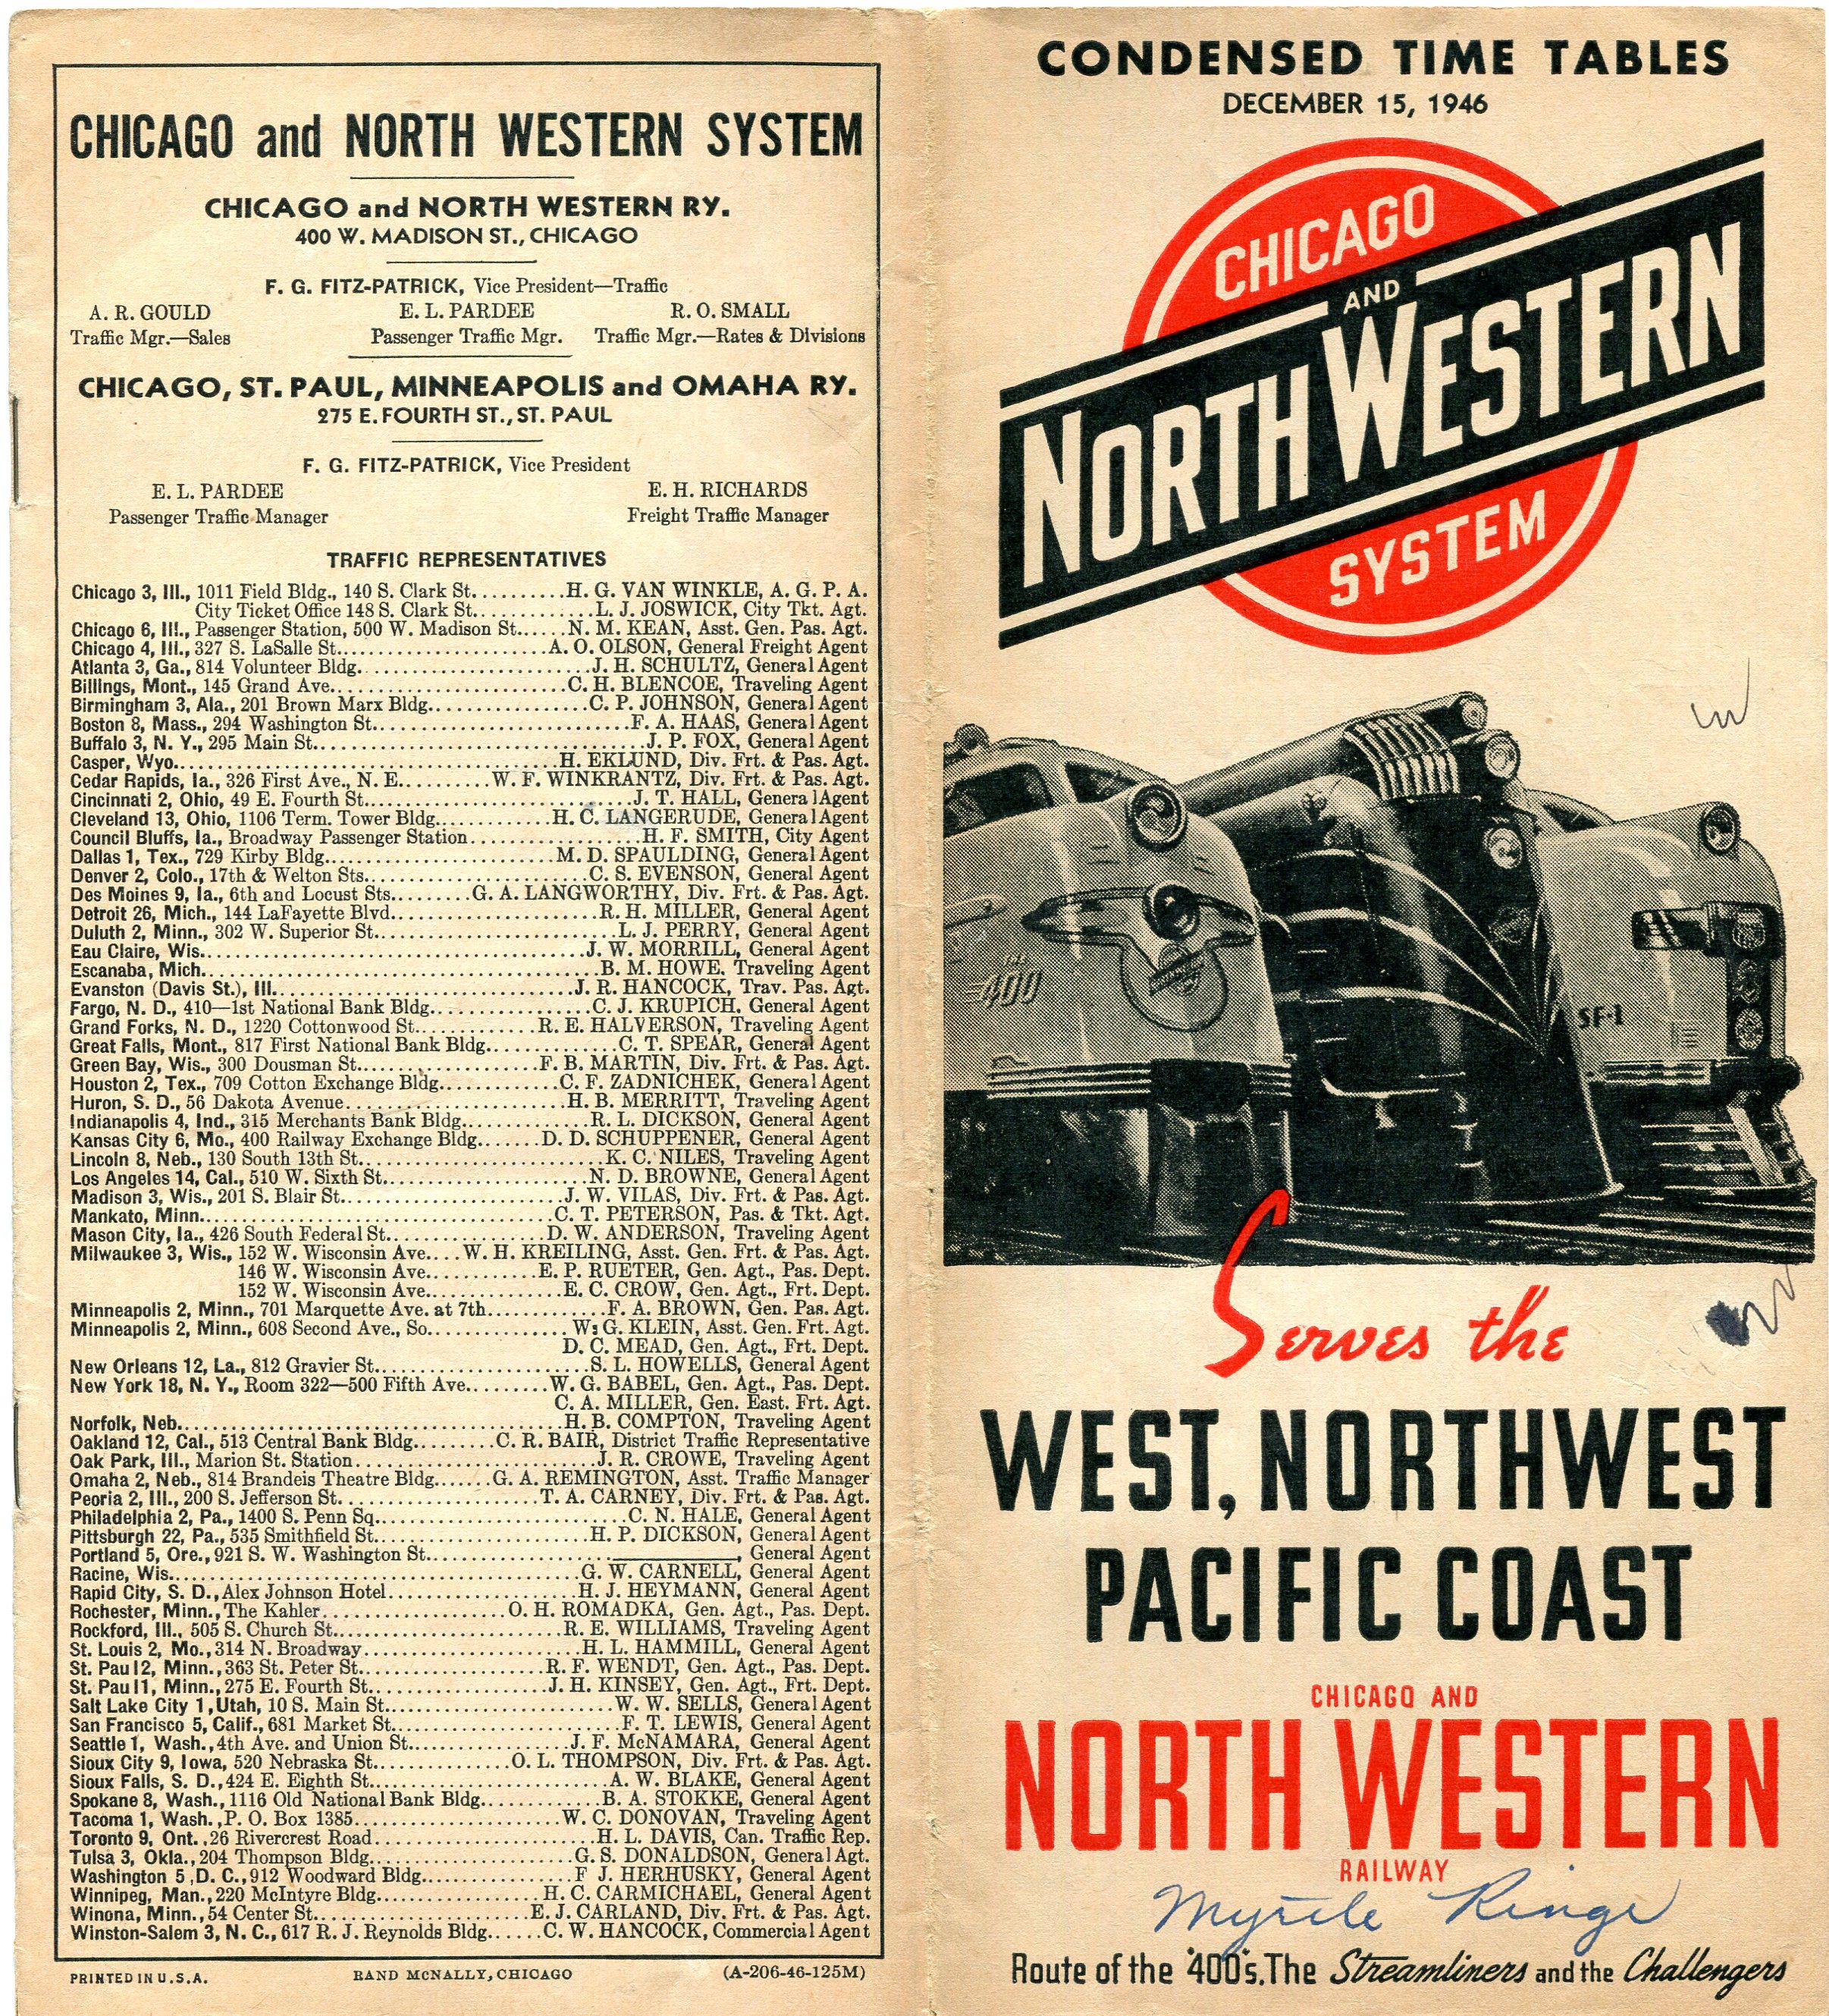 CHICAGO and NORTH WESTERN SYSTEM
CHICAGO and NORTH WESTERN RY.
400 W. MADISON ST., CHICAGO
F. G. FITZ-PATRICK, Vice President—Traffic
A. R. GOULD E. L. PARDEE R. O. SMALL
Traffic Mgr.—Sales Passenger Traffic Mgr. Traffic Mgr.—Rates & Divisions
CHICAGO, ST. PAUL, MINNEAPOLIS and OMAHA RY.
275 E. FOURTH ST., ST. PAUL
F. G. FITZ-PATRICK, Vice President
E. L. PARDEE E. H. RICHARDS
Passenger Traffic Manager Freight Traffic Manager
TRAFFIC REPRESENTATIVES
Chicago 3, Ill., 1011 Field Bldg., 140 S. Clark St..........H. G. VAN WINKLE, A. G. P. A.
City Ticket Office 148 S. Clark St.............L. J. JOSWICK, City Tkt. Agt.
Chicago 6, Ill., Passenger Station, 500 W. Madison St......N. M. KEAN, Asst. Gen. Pas. Agt.
Chicago 4, Ill., 327 S. LaSalle St......................A. O. OLSON, General Freight Agent
Atlanta 3, Ga., 814 Volunteer Bldg.........................J. H. SCHULTZ, General Agent
Billings, Mont., 145 Grand Ave.........................C. H. BLENCOE, Traveling Agent
Birmingham 3, Ala., 201 Brown Marx Bldg.................C. P. JOHNSON, General Agent
Boston 8, Mass., 294 Washington St...........................F. A. HAAS, General Agent
Buffalo 3, N. Y., 295 Main St...................................J. P. FOX, General Agent
Casper, Wyo.........................................H. EKLUND, Div. Frt. & Pas. Agt.
Cedar Rapids, Ia., 326 First Ave., N. E..........W. F. WINKRANTZ, Div. Frt. & Pas. Agt.
Cincinnati 2, Ohio, 49 E. Fourth St............................J. T. HALL, General Agent
Cleveland 13, Ohio, 1106 Term. Tower Bldg............H. C. LANGERUDE, General Agent
Council Bluffs, Ia., Broadway Passenger Station..................H. F. SMITH, City Agent
Dallas 1, Tex., 729 Kirby Bldg........................M. D. SPAULDING, General Agent
Denver 2, Colo., 17th & Welton Sts.......................C. S. EVENSON, General Agent
Des Moines 9, Ia., 6th and Locust Sts.........G. A. LANGWORTHY, Div. Frt. & Pas. Agt.
Detroit 26, Mich., 144 LaFayette Blvd......................R. H. MILLER, General Agent
Duluth 2, Minn., 302 W. Superior St.........................L. J. PERRY, General Agent
Eau Claire, Wis...........................................J. W. MORRILL, General Agent
Escanaba, Mich..........................................B. M. HOWE, Traveling Agent
Evanston (Davis St.), Ill...............................J. R. HANCOCK, Trav. Pas. Agt.
Fargo, N. D., 410—1st National Bank Bldg.................C. J. KRUPICH, General Agent
Grand Forks, N. D., 1220 Cottonwood St.............R. E. HALVERSON, Traveling Agent
Great Falls, Mont., 817 First National Bank Bldg.............C. T. SPEAR, General Agent
Green Bay, Wis., 300 Dousman St...................F. B. MARTIN, Div. Frt. & Pas. Agt.
Houston 2, Tex., 709 Cotton Exchange Bldg............C. F. ZADNICHEK, General Agent
Huron, S. D., 56 Dakota Avenue......................H. B. MERRITT, Traveling Agent
Indianapolis 4, Ind., 315 Merchants Bank Bldg.............R. L. DICKSON, General Agent
Kansas City 6, Mo., 400 Railway Exchange Bldg.......D. D. SCHUPPENER, General Agent
Lincoln 8, Neb., 130 South 13th St.........................K. C. NILES, Traveling Agent
Los Angeles 14, Cal., 510 W. Sixth St.....................N. D. BROWNE, General Agent
Madison 3, Wis., 201 S. Blair St......................J. W. VILAS, Div. Frt. & Pas. Agt.
Mankato, Minn......................................C. T. PETERSON, Pas. & Tkt. Agt.
Mason City, Ia., 426 South Federal St................D. W. ANDERSON, Traveling Agent
Milwaukee 3, Wis., 152 W. Wisconsin Ave....W. H. KREILING, Asst. Gen. Frt. & Pas. Agt.
146 W. Wisconsin Ave............E. P. RUETER, Gen. Agt., Pas. Dept.
152 W. Wisconsin Ave..............E. C. CROW, Gen. Agt., Frt. Dept.
Minneapolis 2, Minn., 701 Marquette Ave. at 7th............F. A. BROWN, Gen. Pas. Agt.
Minneapolis 2, Minn., 608 Second Ave., So............W. G. KLEIN, Asst. Gen. Frt. Agt.
D. C. MEAD, Gen. Agt., Frt. Dept.
New Orleans 12, La., 812 Gravier St.......................S. L. HOWELLS, General Agent
New York 18, N. Y., Room 322—500 Fifth Ave.........W. G. BABEL, Gen. Agt., Pas. Dept.
C. A. MILLER, Gen. East. Frt. Agt.
Norfolk, Neb.........................................H. B. COMPTON, Traveling Agent
Oakland 12, Cal., 513 Central Bank Bldg.........C. R. BAIR, District Traffic Representative
Oak Park, Ill., Marion St. Station..........................J. R. CROWE, Traveling Agent
Omaha 2, Neb., 814 Brandeis Theatre Bldg......G. A. REMINGTON, Asst. Traffic Manager
Peoria 2, Ill., 200 S. Jefferson St....................T. A. CARNEY, Div. Frt. & Pas. Agt.
Philadelphia 2, Pa., 1400 S. Penn Sq.........................C. N. HALE, General Agent
Pittsburgh 22, Pa., 535 Smithfield St.....................H. P. DICKSON, General Agent
Portland 5, Ore., 921 S. W. Washington St....................__________, General Agent
Racine, Wis.............................................G. W. CARNELL, General Agent
Rapid City, S. D., Alex Johnson Hotel...................H. J. HEYMANN, General Agent
Rochester, Minn., The Kahler..................O. H. ROMADKA, Gen. Agt., Pas. Dept.
Rockford, Ill., 505 S. Church St.......................R. E. WILLIAMS, Traveling Agent
St. Louis 2, Mo., 314 N. Broadway......................H. L. HAMMILL, General Agent
St. Paul 2, Minn., 363 St. Peter St..................R. F. WENDT, Gen. Agt., Pas. Dept.
St. Paul 1, Minn., 275 E. Fourth St.................J. H. KINSEY, Gen. Agt., Frt. Dept.
Salt Lake City 1, Utah, 10 S. Main St.......................W. W. SELLS, General Agent
San Francisco 5, Calif., 681 Market St.......................F. T. LEWIS, General Agent
Seattle 1, Wash., 4th Ave. and Union St................J. F. McNAMARA, General Agent
Sioux City 9, Iowa, 520 Nebraska St.............O. L. THOMPSON, Div. Frt. & Pas. Agt.
Sioux Falls, S. D., 424 E. Eighth St........................A. W. BLAKE, General Agent
Spokane 8, Wash., 1116 Old National Bank Bldg.............B. A. STOKKE, General Agent
Tacoma 1, Wash., P. O. Box 1385.....................W. C. DONOVAN, Traveling Agent
Toronto 9, Ont., 26 Rivercrest Road......................H. L. DAVIS, Can. Traffic Rep.
Tulsa 3, Okla., 204 Thompson Bldg.....................G. S. DONALDSON, General Agt.
Washington 5, D. C., 912 Woodward Bldg................F J. HERHUSKY, General Agent
Winnipeg, Man., 220 McIntyre Bldg..................H. C. CARMICHAEL, General Agent
Winona, Minn., 54 Center St.......................E. J. CARLAND, Div. Frt. & Pas. Agt.
Winston-Salem 3, N. C., 617 R. J. Reynolds Bldg......C. W. HANCOCK, Commercial Agent
PRINTED IN U.S.A. RAND McNALLY, CHICAGO (A-206-46-125M)
CONDENSED TIME TABLES
DECEMBER 15, 1946
CHICAGO
AND
NORTH WESTERN
SYSTEM
400
SF-1
Serves the
WEST, NORTHWEST
PACIFIC COAST
CHICAGO AND
NORTH WESTERN
RAILWAY
Myrtle Ringe
Route of the "400"s. The Streamliners and the Challengers